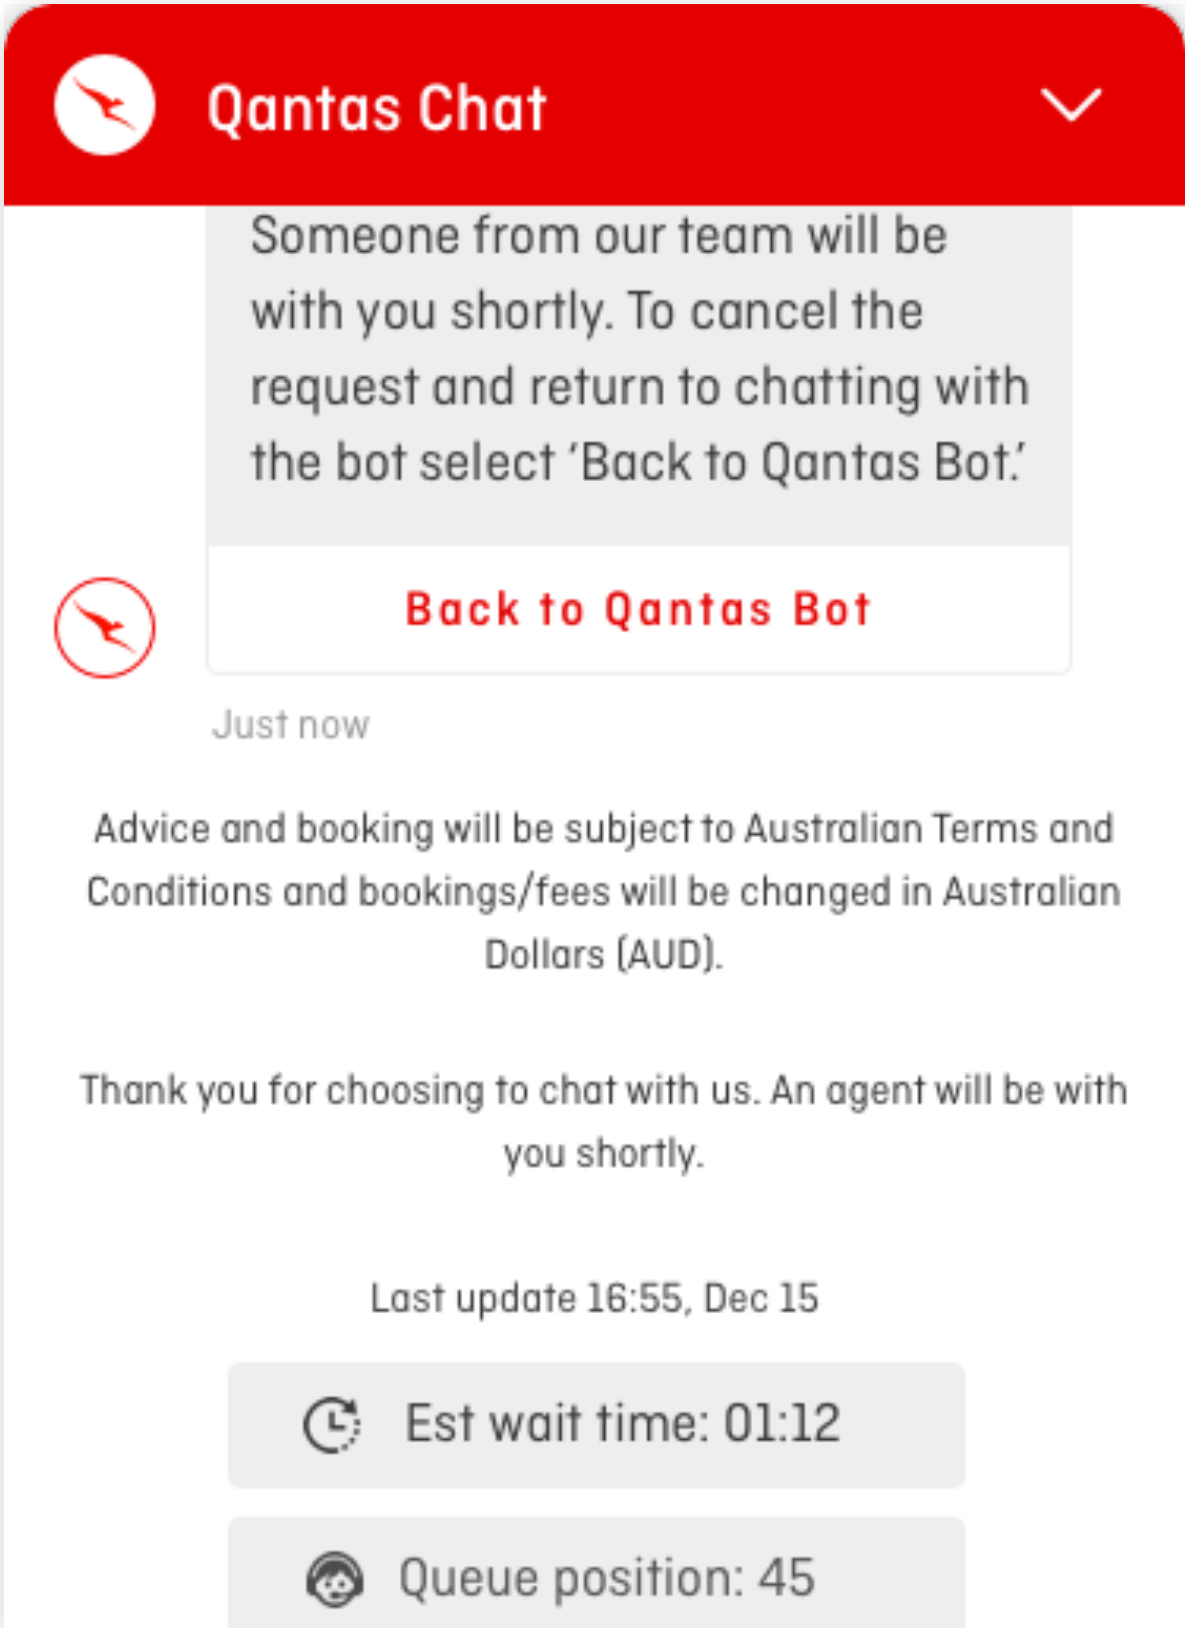 Qantas Chat
Someone from our team will be
with you shortly. To cancel the
request and return to chatting with
the bot select ‘Back to Qantas Bot.’
Back to Qantas Bot
Just now
Advice and booking will be subject to Australian Terms and
Conditions and bookings/fees will be changed in Australian
Dollars (AUD).
Thank you for choosing to chat with us. An agent will be with
you shortly.
Last update 16:55, Dec 15
Est wait time: 01:12
Queue position: 45